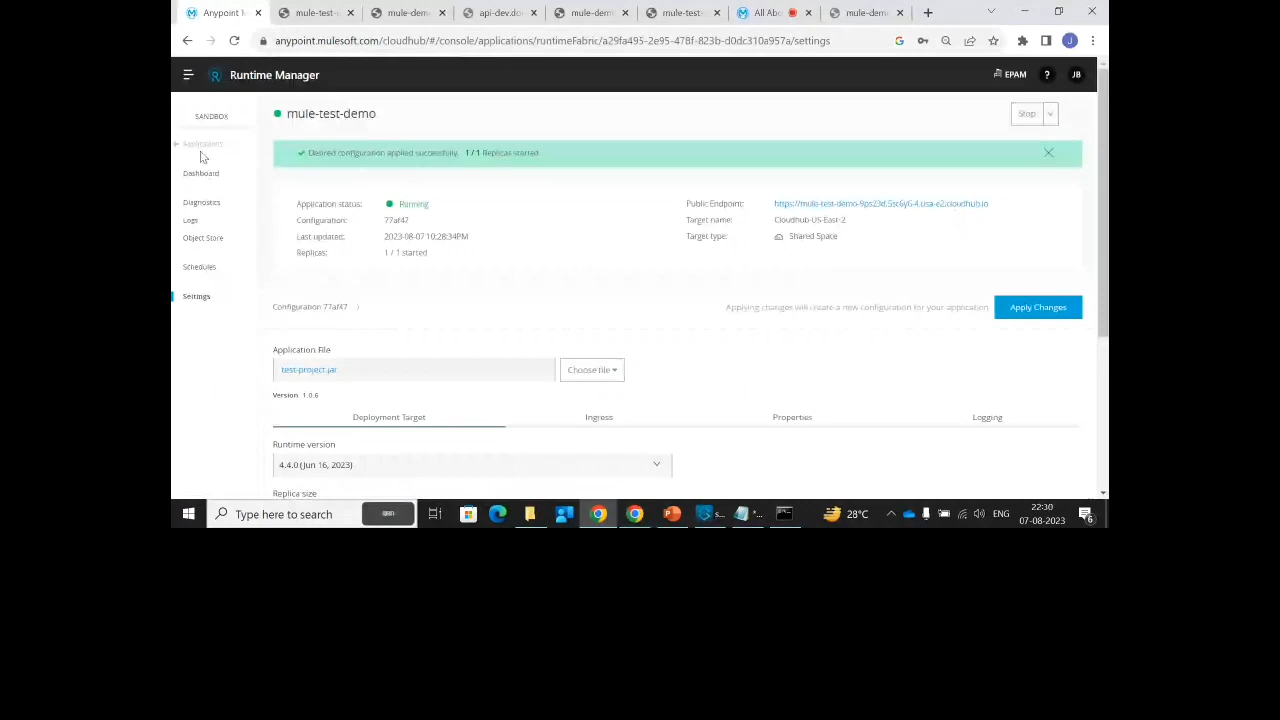 Anypoint M
mule-test-
mule-dem
api-dev.do
mule-dem
mule-test-
All Abo
mule-dem
anypoint.mulesoft.com/cloudhub/#/console/applications/runtimeFabric/a29fa495-2e95-478f-823b-d0dc310a957a/settings
J
R Runtime Manager
EPAM ? JB
SANDBOX
mule-test-demo
Stop
Applications
Desired configuration applied successfully. 1 / 1 Replicas started
Dashboard
Diagnostics
Logs
Object Store
Schedules
Settings
Application status: Running
Configuration: 77af47
Last updated: 2023-08-07 10:28:34PM
Replicas: 1 / 1 started
Public Endpoint:
Target name: Cloudhub-US-East-2
Target type: Shared Space
Configuration 77af47
Applying changes will create a new configuration for your application
Apply Changes
Application File
test-project.jar
Choose file
Version 1.0.6
Deployment Target Ingress Properties Logging
Runtime version
4.4.0 (Jun 16, 2023)
Replica size
Type here to search
28°C
ENG
22:30
07-08-2023
6